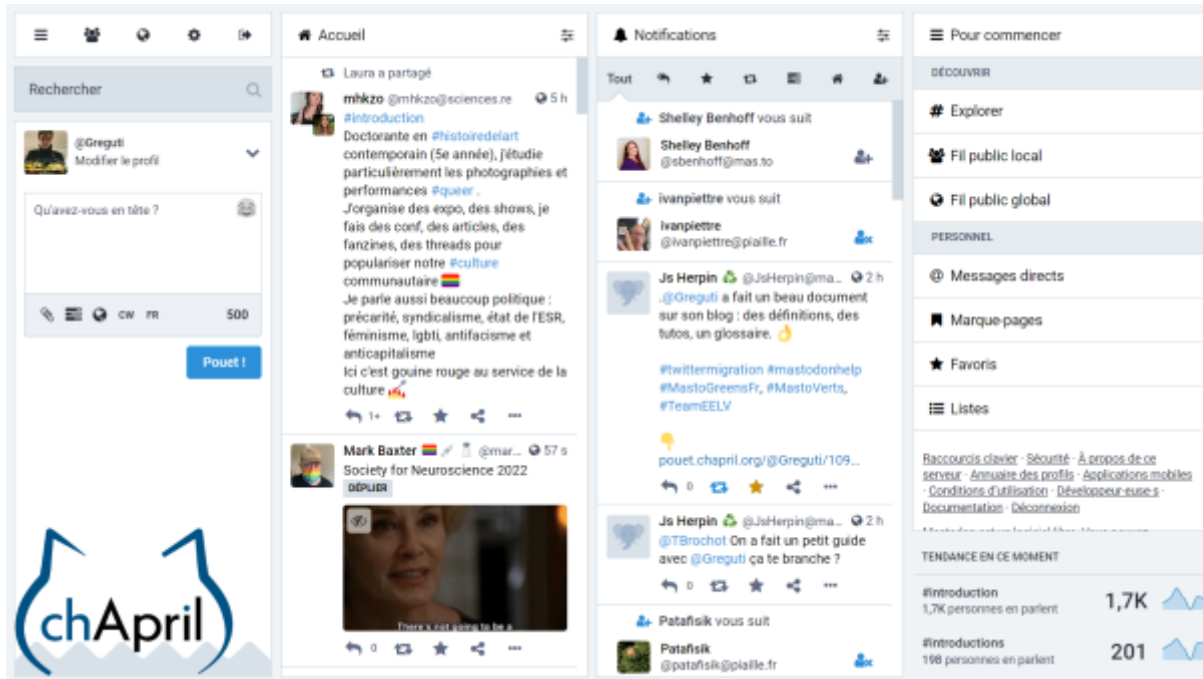 Rechercher
@Greguti
Modifier le profil
Qu'avez-vous en tête ?
CW FR 500
Pouet !
chApril
Accueil
Laura a partagé
mhkzo @mhkzo@sciences.re 5 h
#introduction
Doctorante en #histoiredelart
contemporain (5e année), j'étudie
particulièrement les photographies et
performances #queer .
J'organise des expo, des shows, je
fais des conf, des articles, des
fanzines, des threads pour
populariser notre #culture
communautaire
Je parle aussi beaucoup politique :
précarité, syndicalisme, état de l'ESR,
féminisme, lgbti, antifacisme et
anticapitalisme
Ici c'est gouine rouge au service de la
culture
1+
Mark Baxter @mar... 57 s
Society for Neuroscience 2022
DÉPLIER
There's not going to be a
0
Notifications
Tout
Shelley Benhoff vous suit
Shelley Benhoff
@sbenhoff@mas.to
ivanpiettre vous suit
ivanpiettre
@ivanpiettre@piaille.fr
Js Herpin @JsHerpin@ma... 2 h
.@Greguti a fait un beau document
sur son blog : des définitions, des
tutos, un glossaire.
#twittermigration #mastodonhelp
#MastoGreensFr, #MastoVerts,
#TeamEELV
pouet.chapril.org/@Greguti/109...
0
Js Herpin @JsHerpin@ma... 2 h
@TBrochot On a fait un petit guide
avec @Greguti ça te branche ?
0
Patafisik vous suit
Patafisik
@patafisik@piaille.fr
Pour commencer
DÉCOUVRIR
# Explorer
Fil public local
Fil public global
PERSONNEL
@ Messages directs
Marque-pages
Favoris
Listes
Raccourcis clavier · Sécurité · À propos de ce
serveur · Annuaire des profils · Applications mobiles
· Conditions d'utilisation · Développeur·euse·s ·
Documentation · Déconnexion
TENDANCE EN CE MOMENT
#introduction
1,7K personnes en parlent
1,7K
#introductions
198 personnes en parlent
201